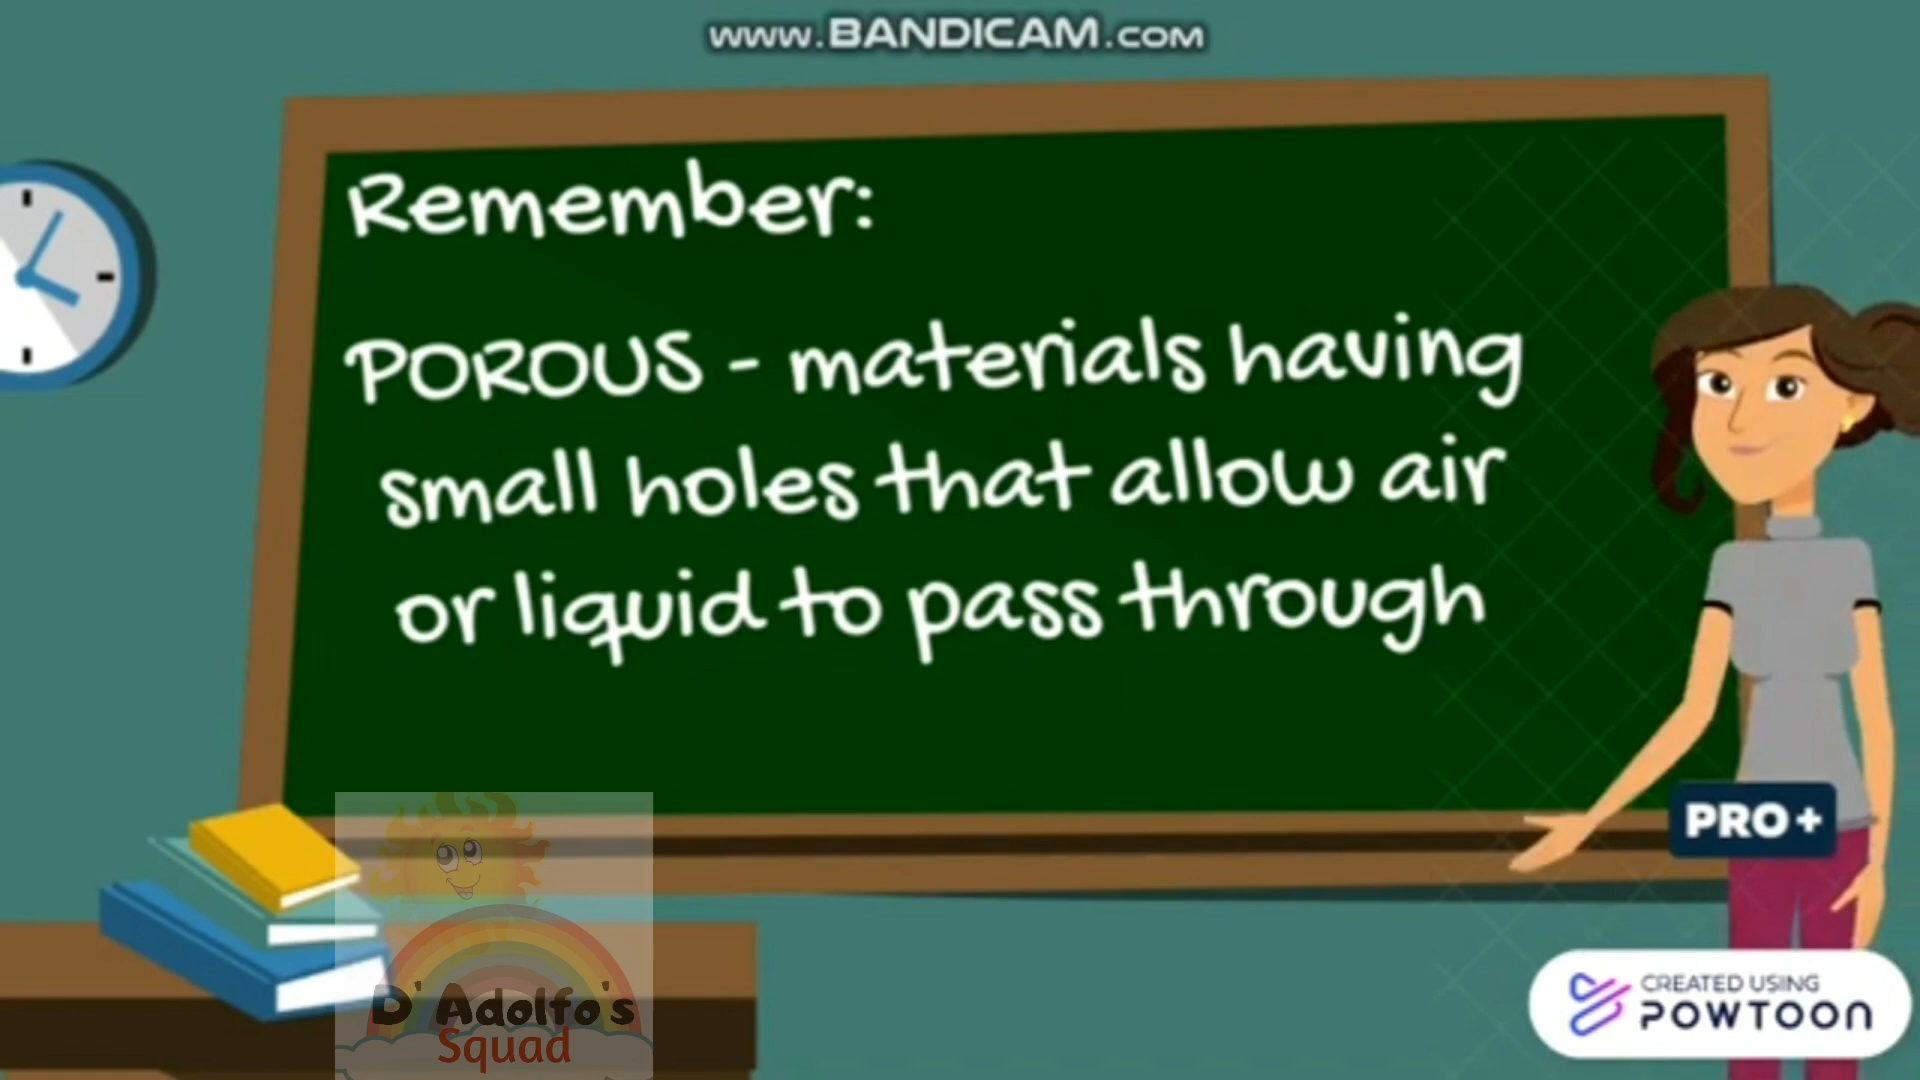 www.BANDICAM.com
Remember:
POROUS - materials having
small holes that allow air
or liquid to pass through
PRO+
D'Adolfo's
Squad
CREATED USING
POWTOON